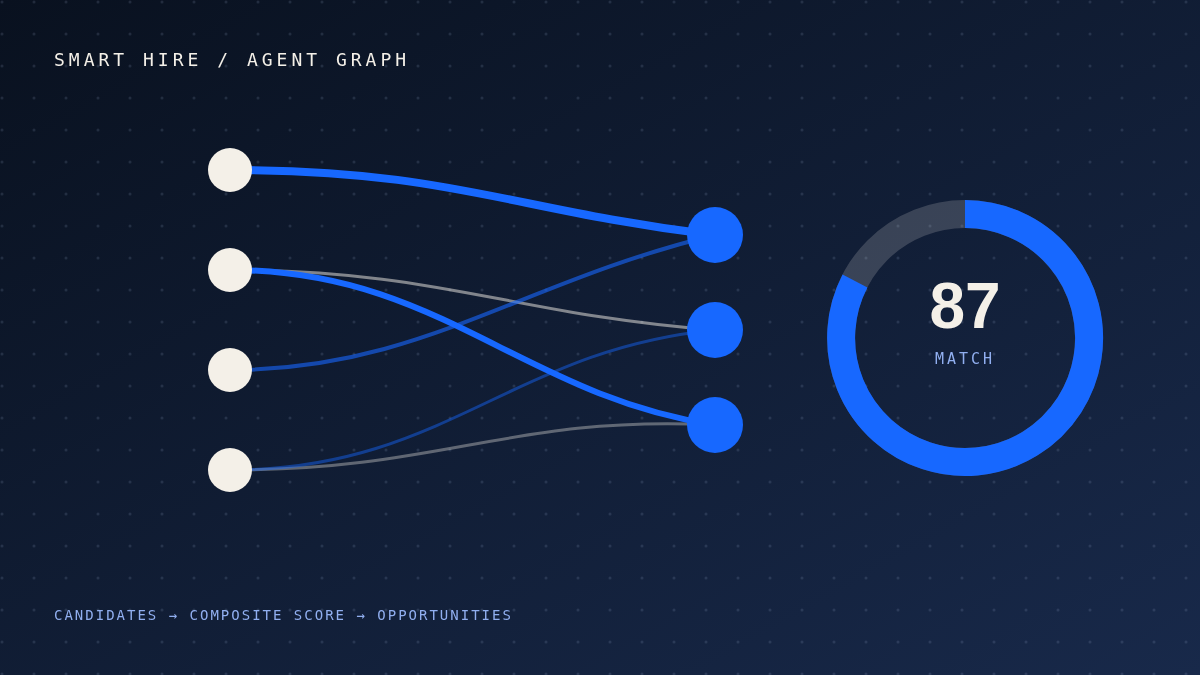 SMART HIRE / AGENT GRAPH
87
MATCH
CANDIDATES → COMPOSITE SCORE → OPPORTUNITIES